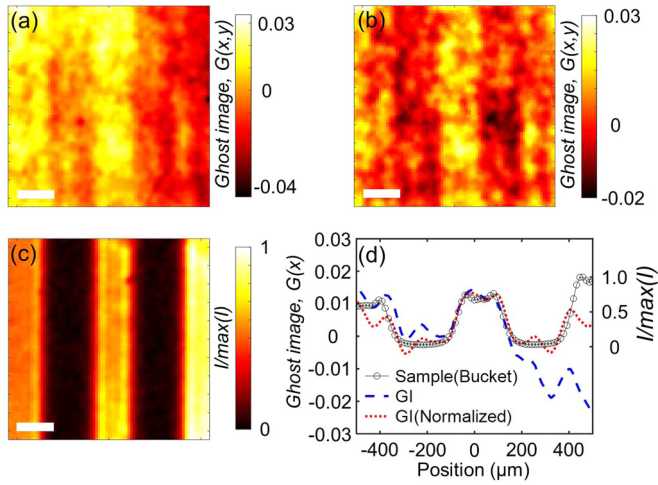 (a)
0.03
0
-0.04
Ghost image, G(x,y)
(b)
0.03
0
-0.02
Ghost image, G(x,y)
(c)
1
0
I/max(I)
(d)
0.03
0.02
0.01
0
-0.01
-0.02
-0.03
Ghost image, G(x)
1.0
0.5
0
I/max(I)
Sample(Bucket)
GI
GI(Normalized)
-400 -200 0 200 400
Position (µm)